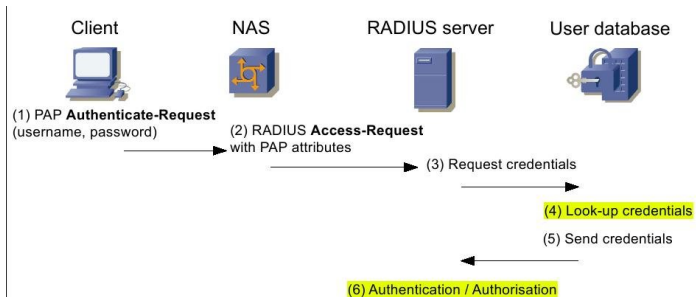 Client
NAS
RADIUS server
User database
(1) PAP Authenticate-Request
(username, password)
(2) RADIUS Access-Request
with PAP attributes
(3) Request credentials
(4) Look-up credentials
(5) Send credentials
(6) Authentication / Authorisation